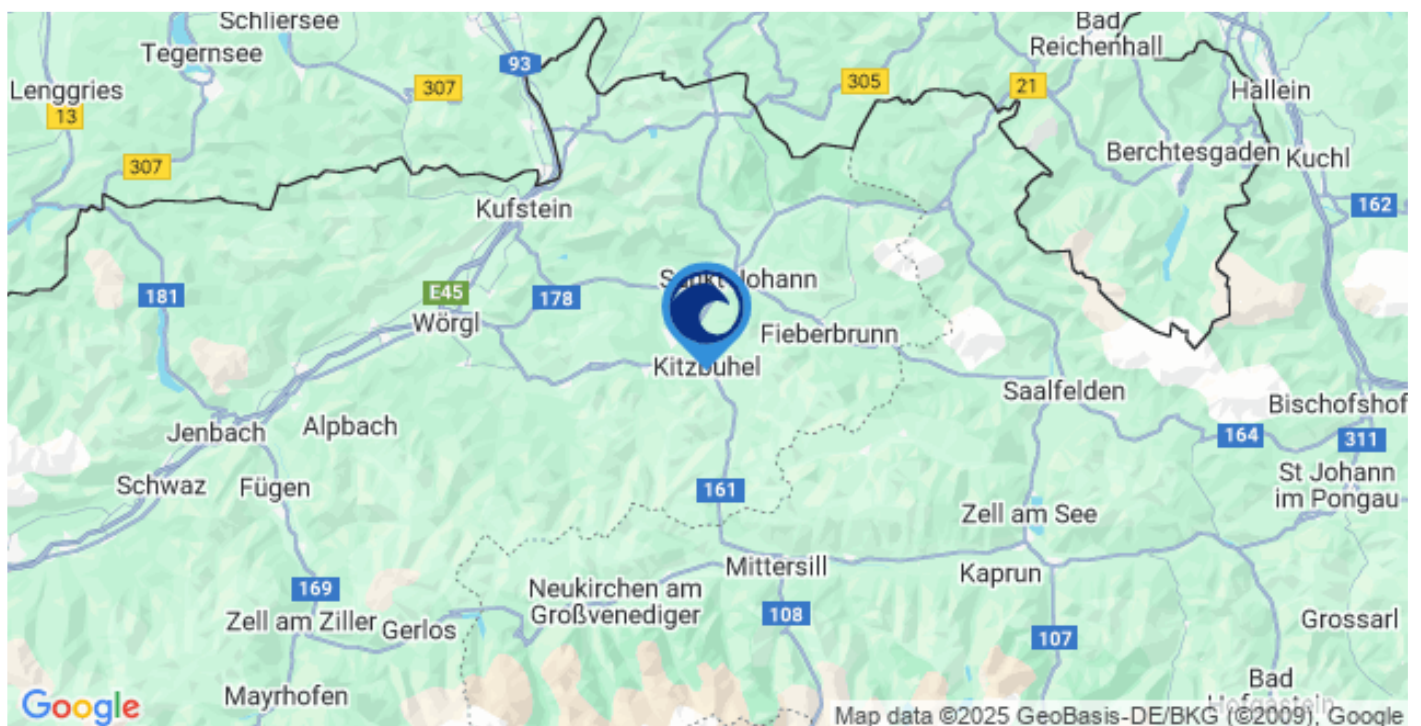 Schliersee
Tegernsee
93
Bad
Reichenhall
Lenggries
307
305
21
Hallein
13
307
Berchtesgaden
Kuchl
Kufstein
162
Sankt Johann
181
E45
178
Wörgl
Fieberbrunn
Kitzbühel
Saalfelden
Bischofshof
Jenbach
Alpbach
164
311
Schwaz
Fügen
161
St Johann
im Pongau
Zell am See
Mittersill
Kaprun
169
Neukirchen am
Großvenediger
108
Zell am Ziller
Gerlos
107
Grossarl
Mayrhofen
Bad
Hofgastein
Google
Map data ©2025 GeoBasis-DE/BKG (©2009), Google